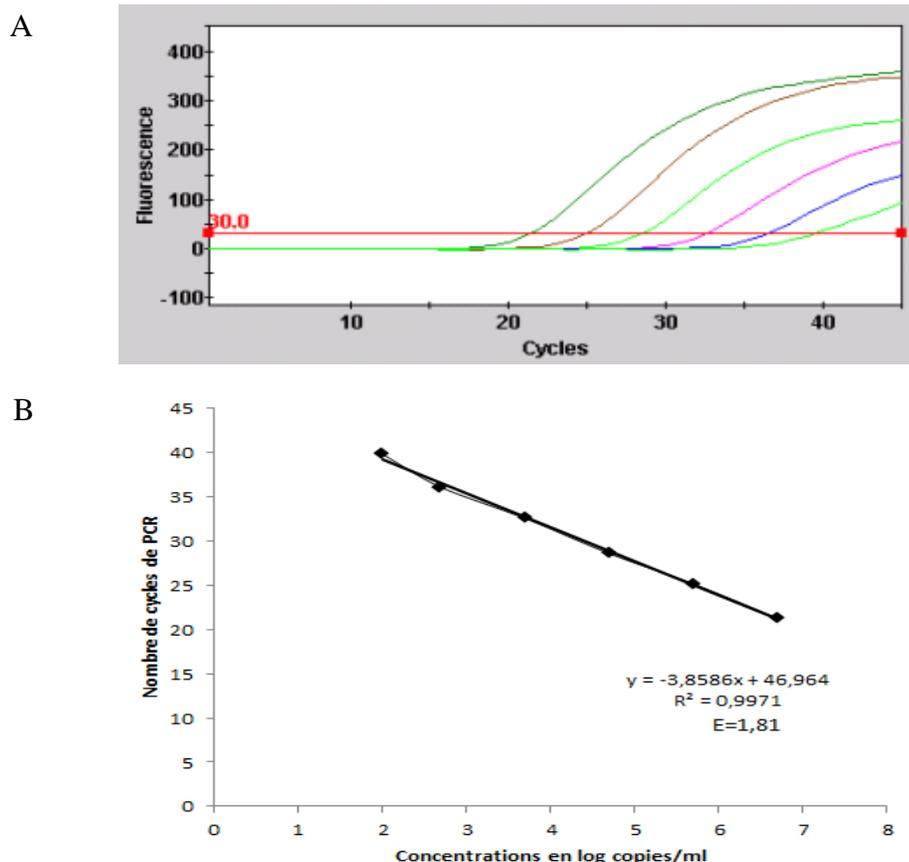 A
400
300
200
100
0
-100
Fluorescence
30.0
10
20
30
40
Cycles
B
45
40
35
30
25
20
15
10
5
0
Nombre de cycles de PCR
y = -3,8586x + 46,964
R² = 0,9971
E=1,81
0 1 2 3 4 5 6 7 8
Concentrations en log copies/ml